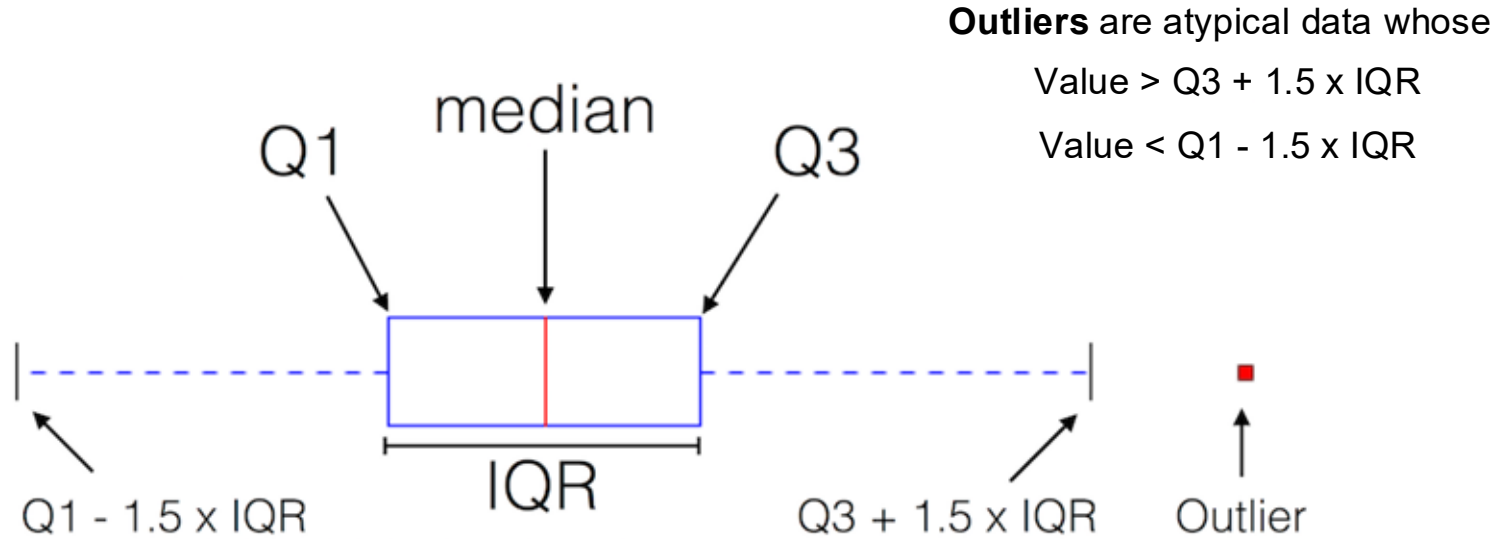 Outliers are atypical data whose
Value > Q3 + 1.5 x IQR
Value < Q1 - 1.5 x IQR
median
Q1
Q3
IQR
Q1 - 1.5 x IQR
Q3 + 1.5 x IQR
Outlier